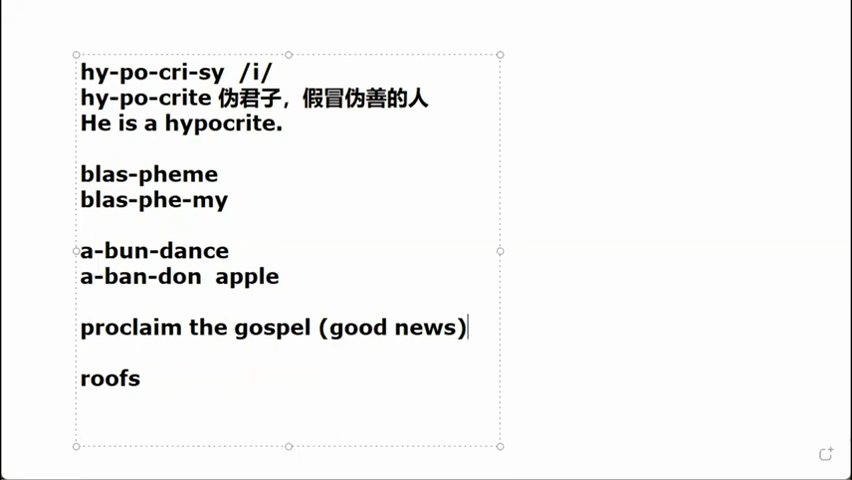 hy-po-cri-sy  /i/
hy-po-crite 伪君子，假冒伪善的人
He is a hypocrite.
blas-pheme
blas-phe-my
a-bun-dance
a-ban-don  apple
proclaim the gospel (good news)
roofs